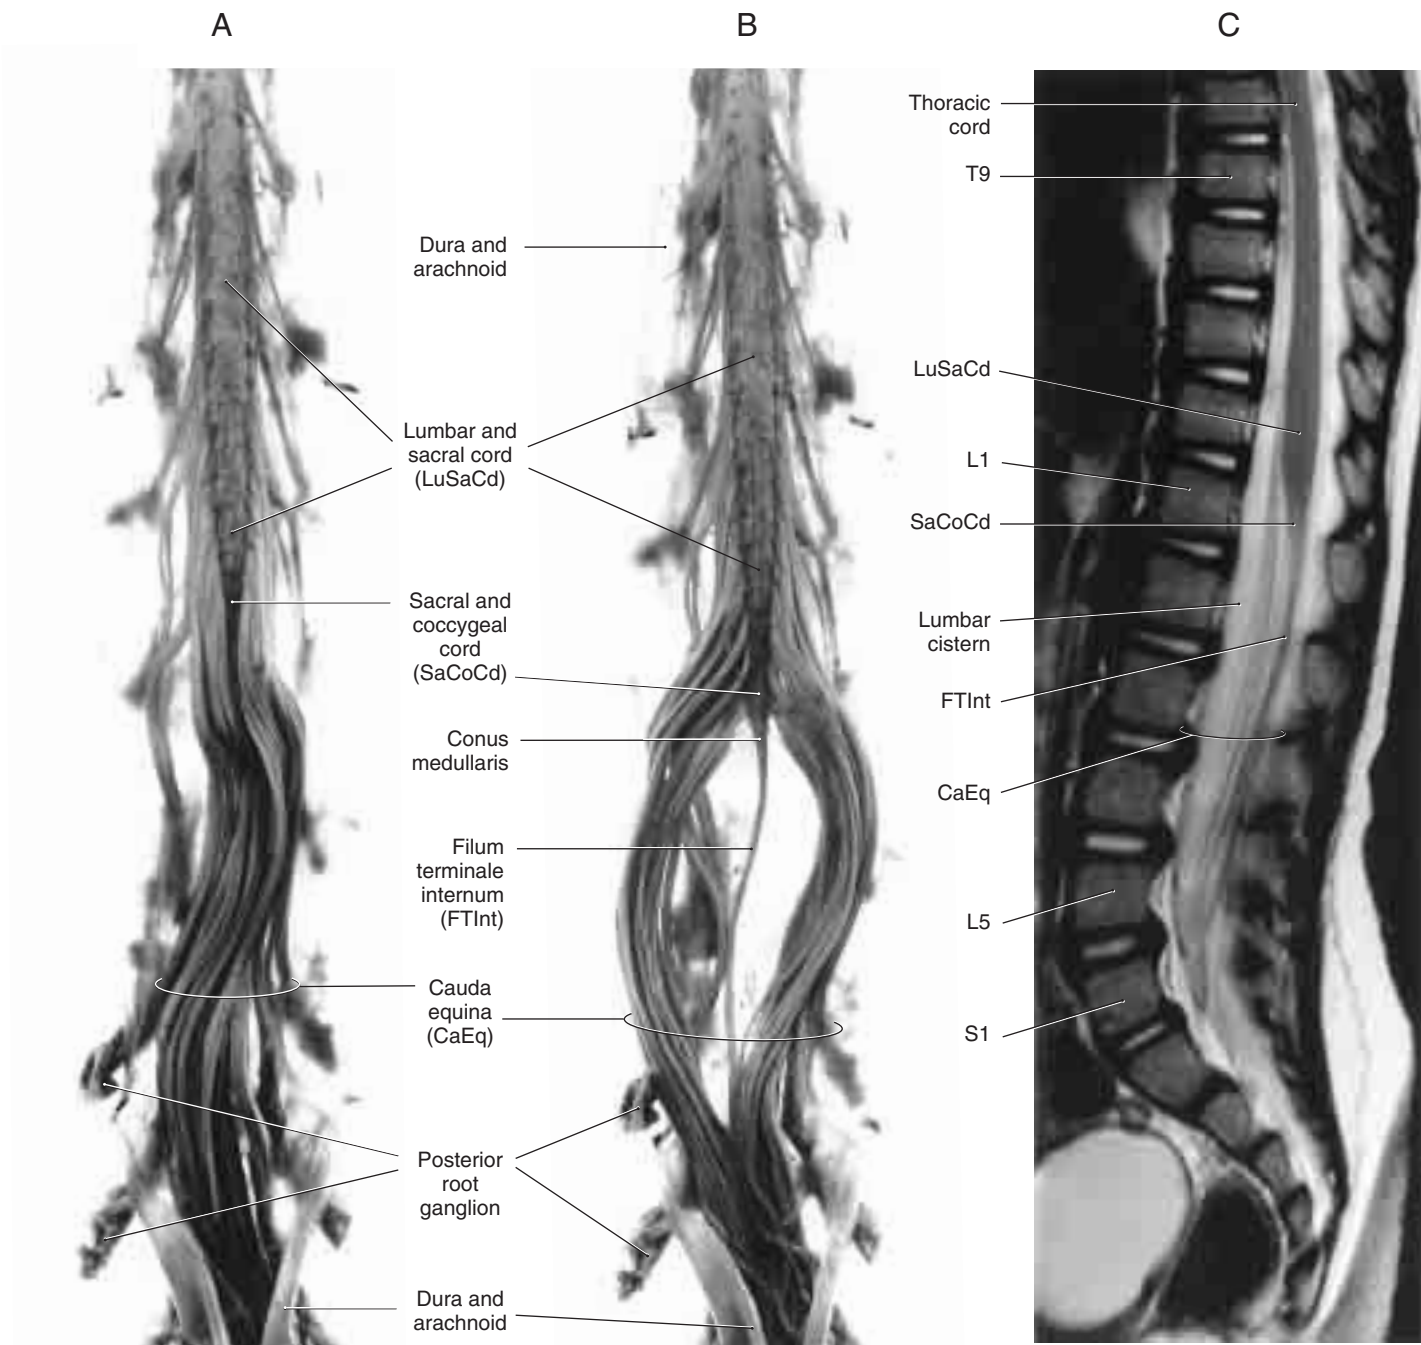 A
B
C
Dura and
arachnoid
Lumbar and
sacral cord
(LuSaCd)
Sacral and
coccygeal
cord
(SaCoCd)
Conus
medullaris
Filum
terminale
internum
(FTInt)
Cauda
equina
(CaEq)
Posterior
root
ganglion
Dura and
arachnoid
Thoracic
cord
T9
LuSaCd
L1
SaCoCd
Lumbar
cistern
FTInt
CaEq
L5
S1